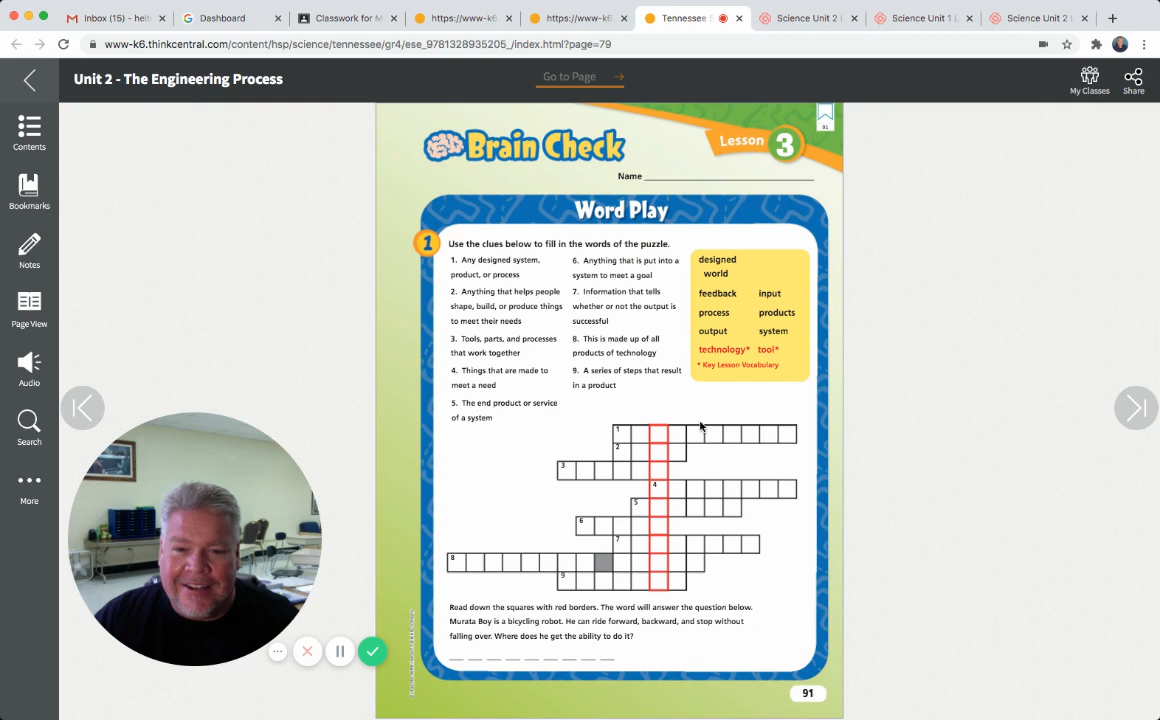 Inbox (15) - helt
Dashboard
Classwork for M
https://www-k6
https://www-k6.
Tennessee S
Science Unit 2 L
Science Unit 1 L
Science Unit 2 L
www-k6.thinkcentral.com/content/hsp/science/tennessee/gr4/ese_9781328935205_/index.html?page=79
Unit 2 - The Engineering Process
Go to Page
My Classes
Share
Contents
Bookmarks
Notes
Page View
Audio
Search
More
91
Brain Check
Lesson 3
Name
Word Play
1 Use the clues below to fill in the words of the puzzle.
1. Any designed system,
product, or process
2. Anything that helps people
shape, build, or produce things
to meet their needs
3. Tools, parts, and processes
that work together
4. Things that are made to
meet a need
5. The end product or service
of a system
6. Anything that is put into a
system to meet a goal
7. Information that tells
whether or not the output is
successful
8. This is made up of all
products of technology
9. A series of steps that result
in a product
designed
world
feedback input
process products
output system
technology* tool*
* Key Lesson Vocabulary
1
2
3
4
5
6
7
8
9
Read down the squares with red borders. The word will answer the question below.
Murata Boy is a bicycling robot. He can ride forward, backward, and stop without
falling over. Where does he get the ability to do it?
91